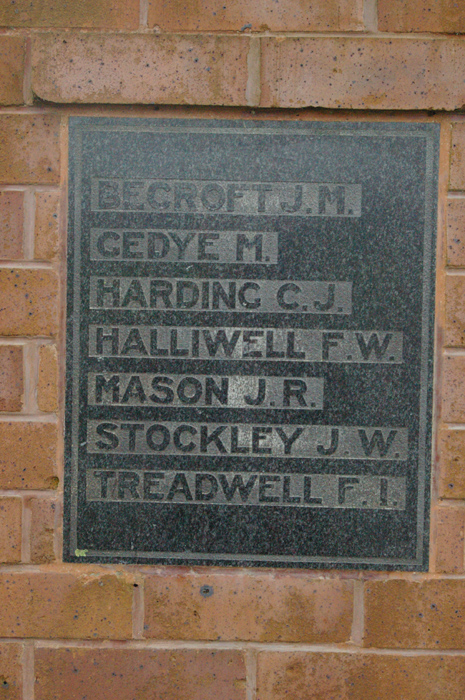 BECROFT J.M.
GEDYE M.
HARDING C.J.
HALLIWELL F.W.
MASON J.R.
STOCKLEY J.W.
TREADWELL F.I.